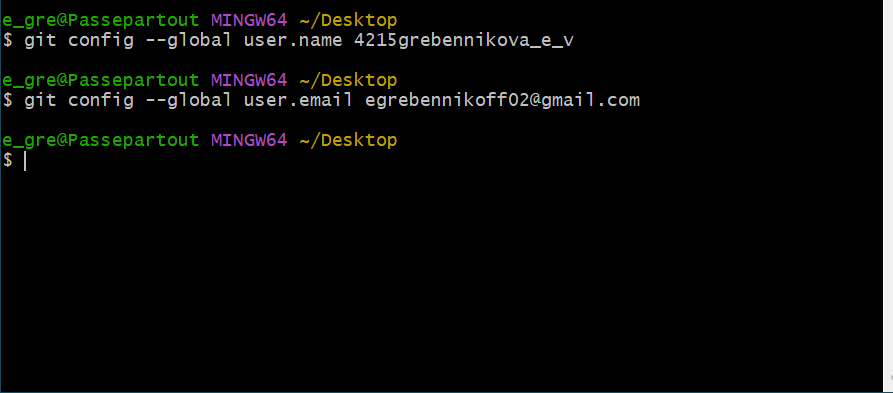 e_gre@Passepartout MINGW64 ~/Desktop
$ git config --global user.name 4215grebennikova_e_v
e_gre@Passepartout MINGW64 ~/Desktop
$ git config --global user.email egrebennikoff02@gmail.com
e_gre@Passepartout MINGW64 ~/Desktop
$